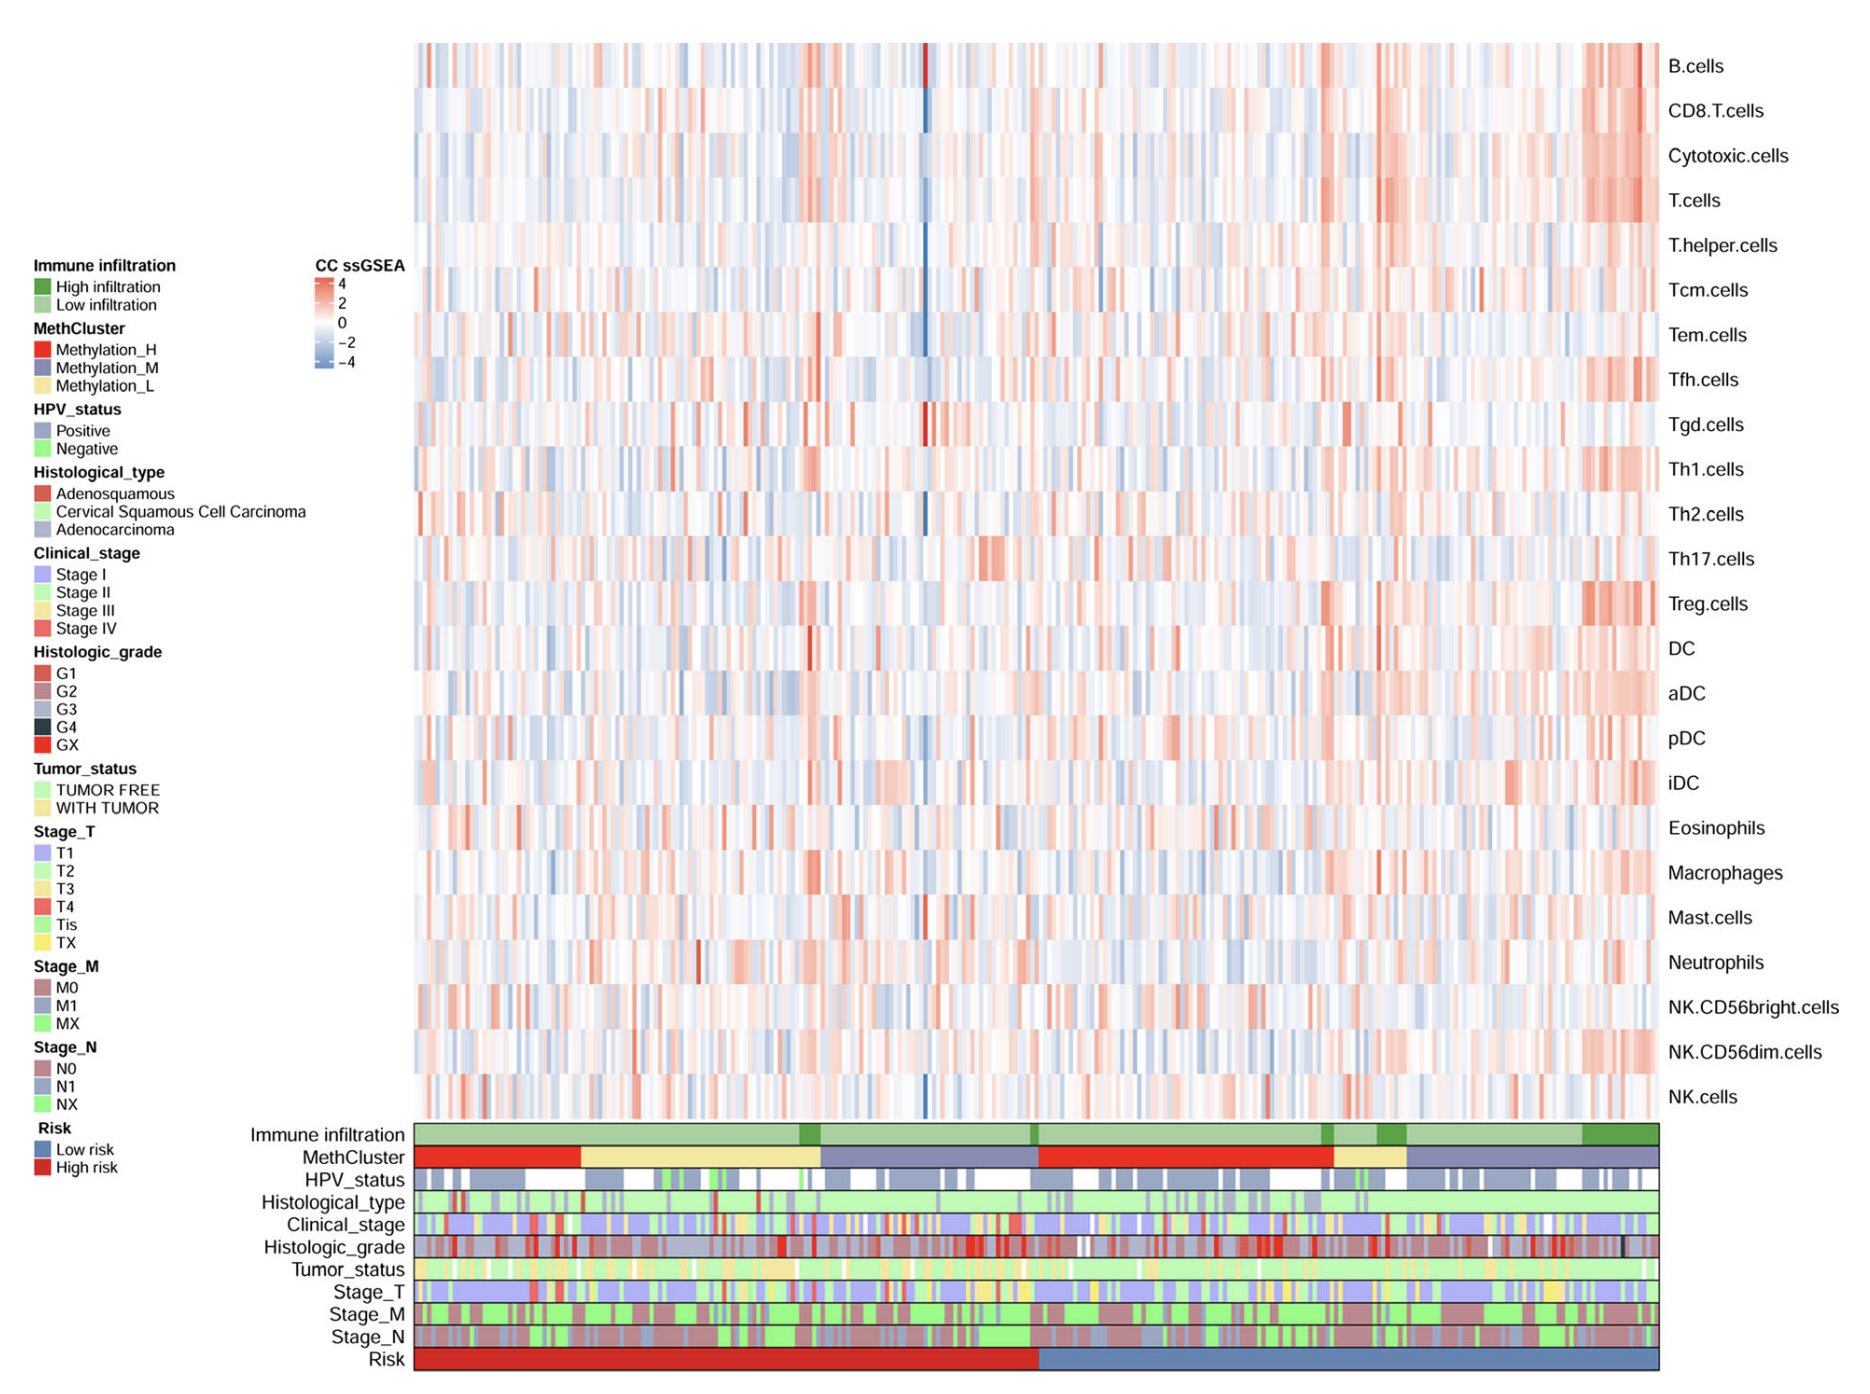 Immune infiltration
High infiltration
Low infiltration
MethCluster
Methylation_H
Methylation_M
Methylation_L
HPV_status
Positive
Negative
Histological_type
Adenosquamous
Cervical Squamous Cell Carcinoma
Adenocarcinoma
Clinical_stage
Stage I
Stage II
Stage III
Stage IV
Histologic_grade
G1
G2
G3
G4
GX
Tumor_status
TUMOR FREE
WITH TUMOR
Stage_T
T1
T2
T3
T4
Tis
TX
Stage_M
M0
M1
MX
Stage_N
N0
N1
NX
Risk
Low risk
High risk
CC ssGSEA
4
2
0
−2
−4
B.cells
CD8.T.cells
Cytotoxic.cells
T.cells
T.helper.cells
Tcm.cells
Tem.cells
Tfh.cells
Tgd.cells
Th1.cells
Th2.cells
Th17.cells
Treg.cells
DC
aDC
pDC
iDC
Eosinophils
Macrophages
Mast.cells
Neutrophils
NK.CD56bright.cells
NK.CD56dim.cells
NK.cells
Immune infiltration
MethCluster
HPV_status
Histological_type
Clinical_stage
Histologic_grade
Tumor_status
Stage_T
Stage_M
Stage_N
Risk